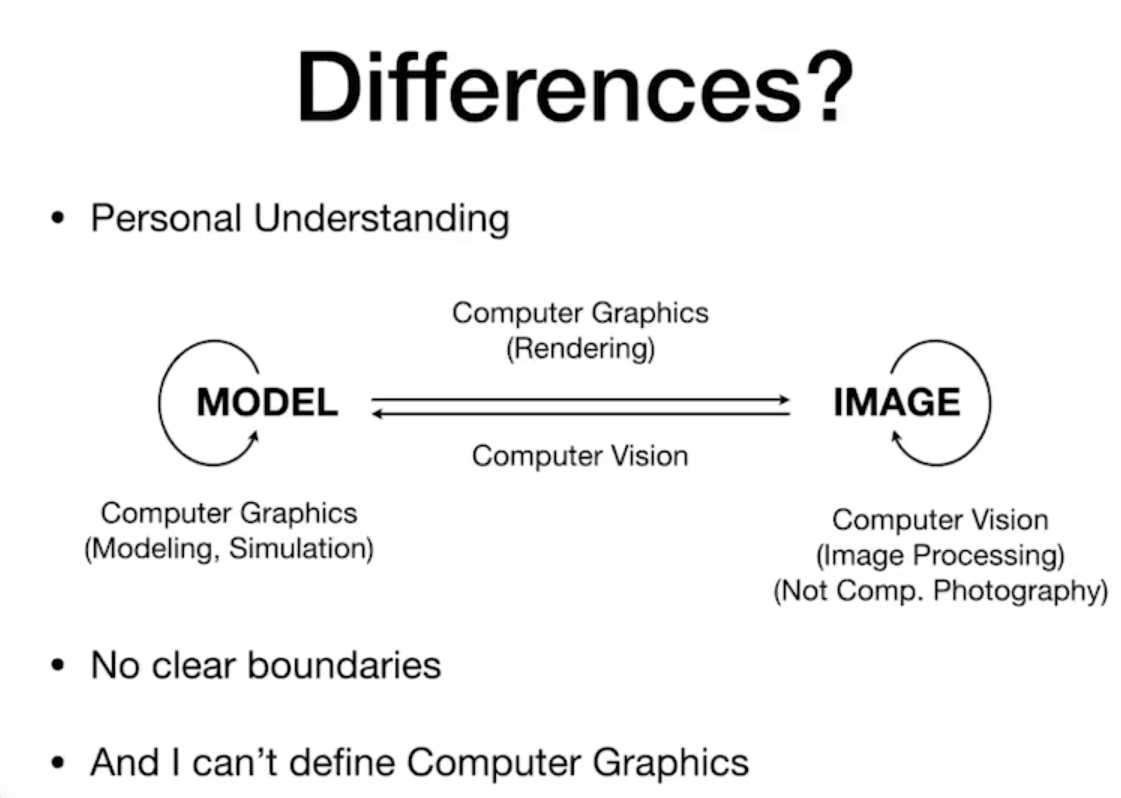 Differences?
• Personal Understanding
Computer Graphics
(Rendering)
MODEL
IMAGE
Computer Vision
Computer Graphics
(Modeling, Simulation)
Computer Vision
(Image Processing)
(Not Comp. Photography)
• No clear boundaries
• And I can’t define Computer Graphics